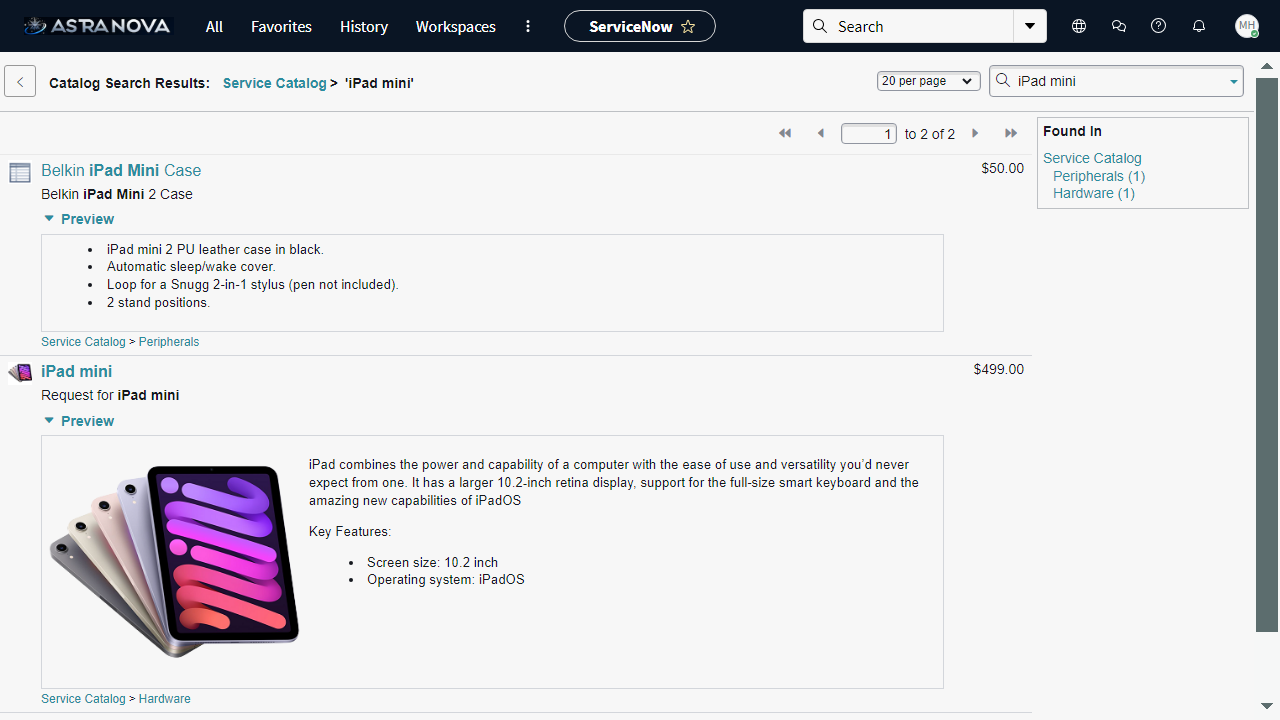 ASTRA NOVA All Favorites History Workspaces ServiceNow Search MH
Catalog Search Results: Service Catalog > 'iPad mini' 20 per page iPad mini
1 to 2 of 2
Found In
Service Catalog
Peripherals (1)
Hardware (1)
Belkin iPad Mini Case $50.00
Belkin iPad Mini 2 Case
Preview
• iPad mini 2 PU leather case in black.
• Automatic sleep/wake cover.
• Loop for a Snugg 2-in-1 stylus (pen not included).
• 2 stand positions.
Service Catalog > Peripherals
iPad mini $499.00
Request for iPad mini
Preview
iPad combines the power and capability of a computer with the ease of use and versatility you’d never
expect from one. It has a larger 10.2-inch retina display, support for the full-size smart keyboard and the
amazing new capabilities of iPadOS
Key Features:
• Screen size: 10.2 inch
• Operating system: iPadOS
Service Catalog > Hardware